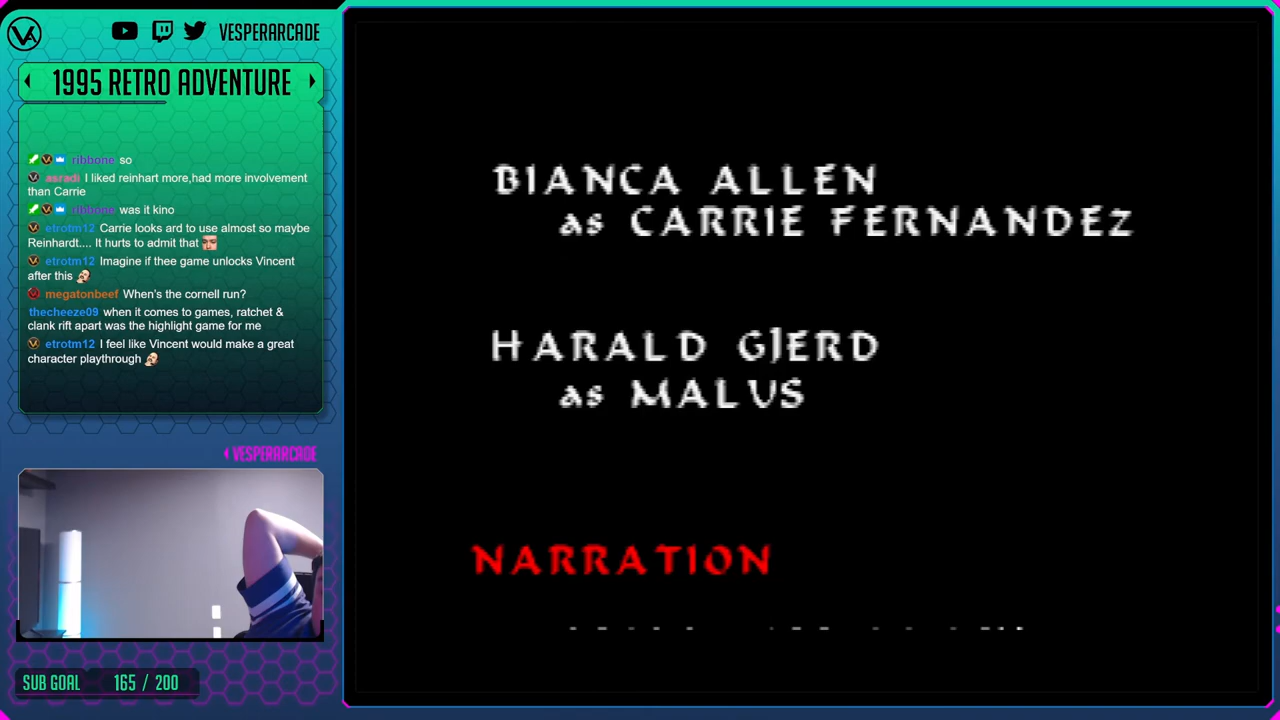 VESPERARCADE
1995 RETRO ADVENTURE
ribbone so
asradi I liked reinhart more,had more involvement
than Carrie
ribbone was it kino
etrotm12 Carrie looks ard to use almost so maybe
Reinhardt.... It hurts to admit that
etrotm12 Imagine if thee game unlocks Vincent
after this
megatonbeef When's the cornell run?
thecheeze09 when it comes to games, ratchet &
clank rift apart was the highlight game for me
etrotm12 I feel like Vincent would make a great
character playthrough
VESPERARCADE
SUB GOAL 165 / 200
BIANCA ALLEN
as CARRIE FERNANDEZ
HARALD GJERD
as MALUS
NARRATION